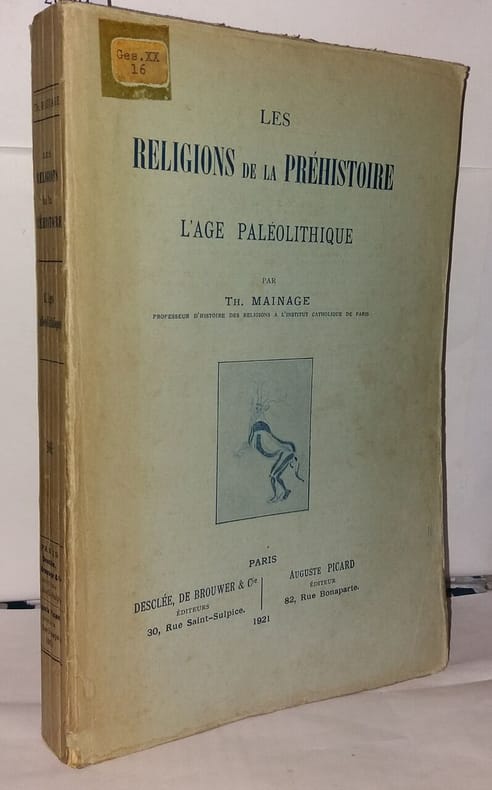 Ges.XX
16
LES
RELIGIONS DE LA PRÉHISTOIRE
L'AGE PALÉOLITHIQUE
PAR
TH. MAINAGE
PROFESSEUR D'HISTOIRE DES RELIGIONS A L'INSTITUT CATHOLIQUE DE PARIS
PARIS
DESCLÉE, DE BROUWER & Cie
ÉDITEURS
30, Rue Saint-Sulpice.
AUGUSTE PICARD
ÉDITEUR
82, Rue Bonaparte.
1921
TH. MAINAGE
LES
RELIGIONS
DE LA
PRÉHISTOIRE
L'Age
paléolithique
PARIS